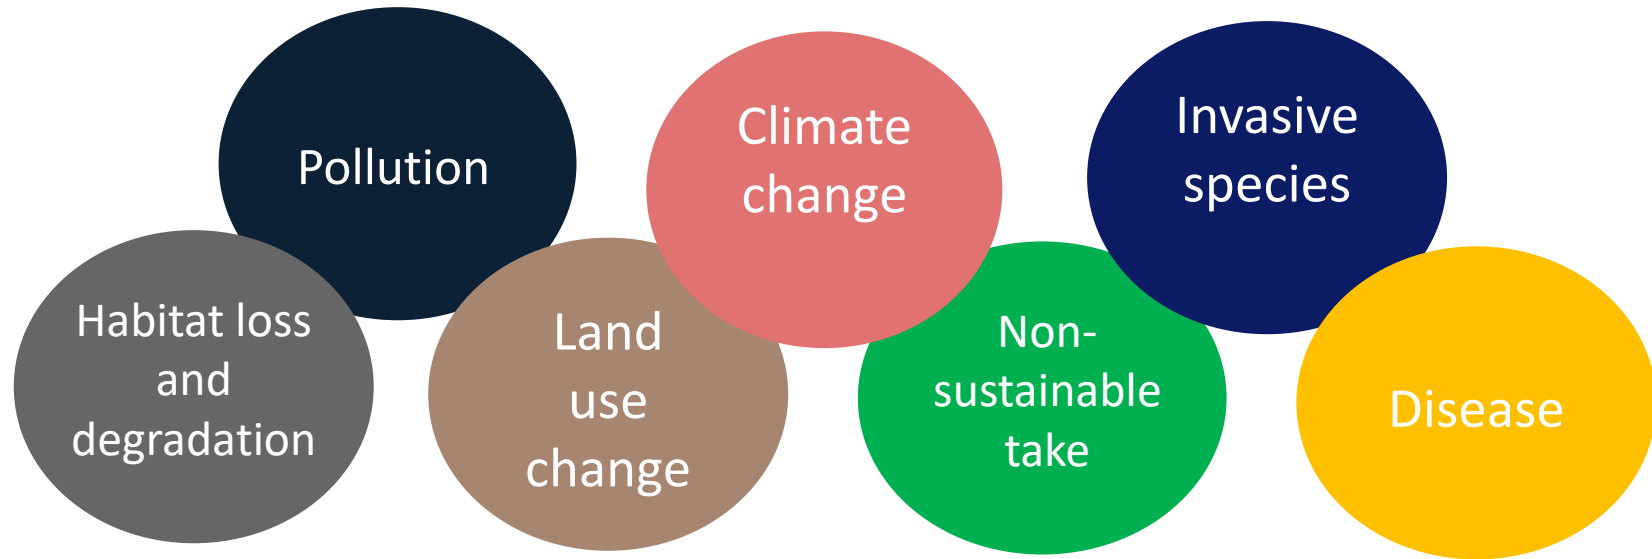 Pollution
Climate
change
Invasive
species
Habitat loss
and
degradation
Land
use
change
Non-
sustainable
take
Disease